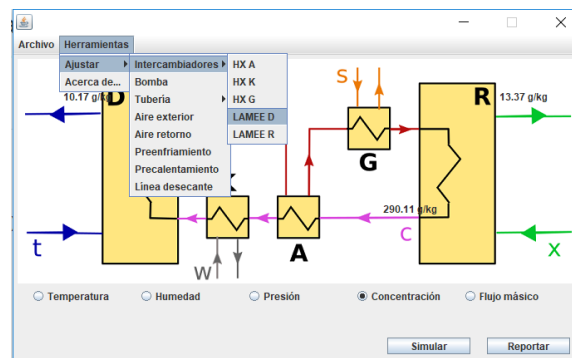 Archivo Herramientas
Ajustar Intercambiadores HX A
Acerca de... Bomba HX K
10.17 g/kg D Tubería HX G S R 13.37 g/kg
Aire exterior LAMEE D
Aire retorno LAMEE R
Preenfriamiento G
Precalentamiento
Línea desecante 290.11 g/kg
t w A c x
Temperatura Humedad Presión Concentración Flujo másico
Simular Reportar